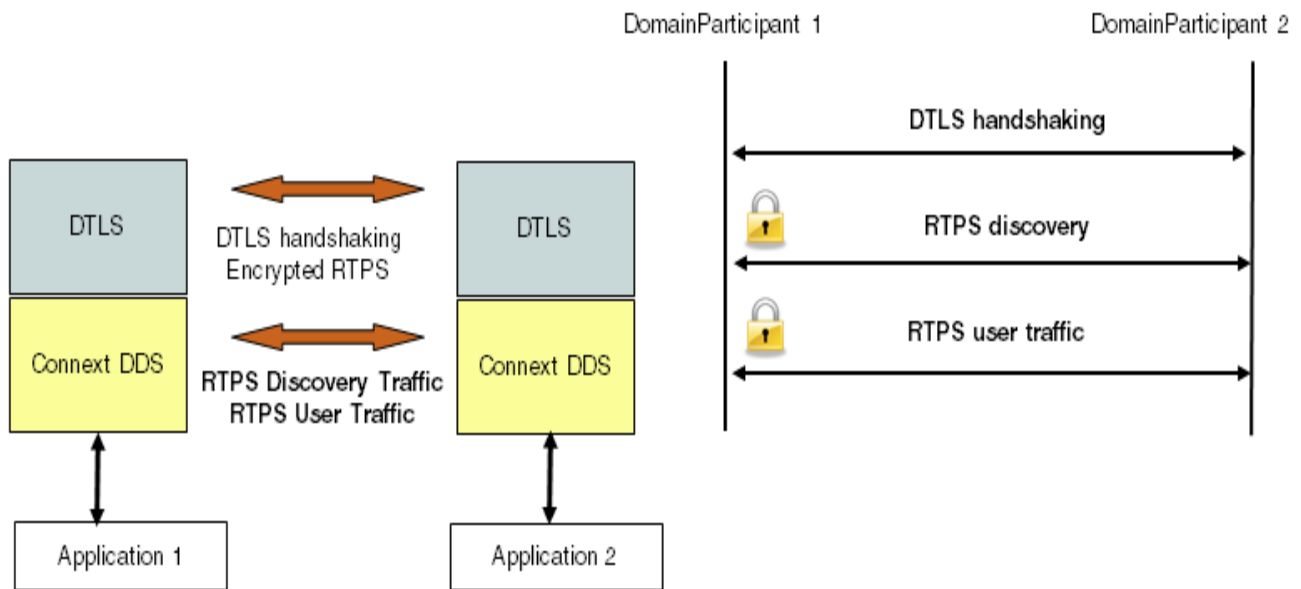 DomainParticipant 1
DomainParticipant 2
DTLS handshaking
DTLS
DTLS handshaking
Encrypted RTPS
DTLS
RTPS discovery
Connext DDS
RTPS Discovery Traffic
RTPS User Traffic
Connext DDS
RTPS user traffic
Application 1
Application 2